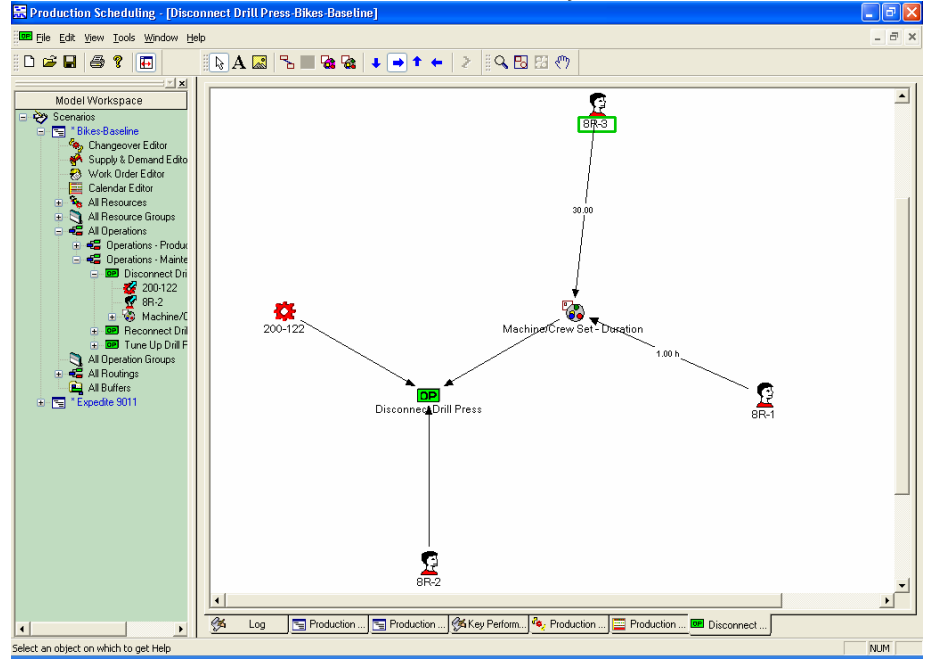 Production Scheduling - [Disconnect Drill Press-Bikes-Baseline]
File Edit View Tools Window Help
A
Model Workspace
Scenarios
* Bikes-Baseline
Changeover Editor
Supply & Demand Edito
Work Order Editor
Calendar Editor
All Resources
All Resource Groups
All Operations
Operations - Produc
Operations - Mainte
Disconnect Dri
200-122
8R-2
Machine/C
Reconnect Dril
Tune Up Drill F
All Operation Groups
All Routings
All Buffers
* Expedite 9011
8R-3
30.00
200-122
Machine/Crew Set - Duration
1.00 h
OP
Disconnect Drill Press
8R-1
8R-2
Log Production ... Production ... Key Perform... Production ... Production ... Disconnect ...
Select an object on which to get Help NUM